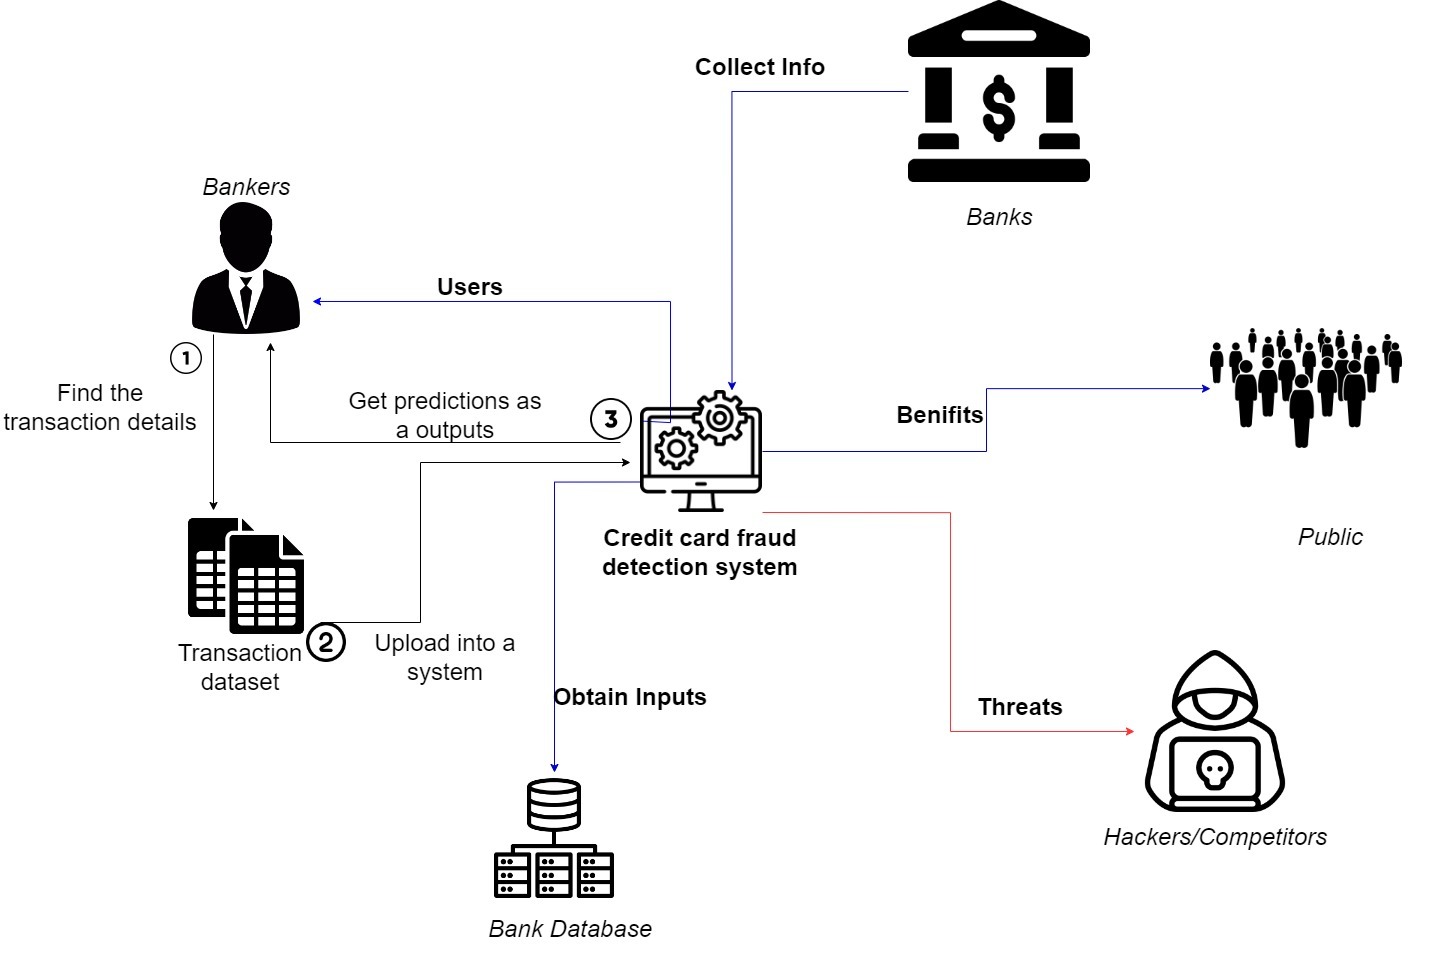 Collect Info
Banks
Bankers
Users
1
Find the
transaction details
Get predictions as
a outputs
3
Benifits
Public
Credit card fraud
detection system
2
Transaction
dataset
Upload into a
system
Obtain Inputs
Threats
Hackers/Competitors
Bank Database
$